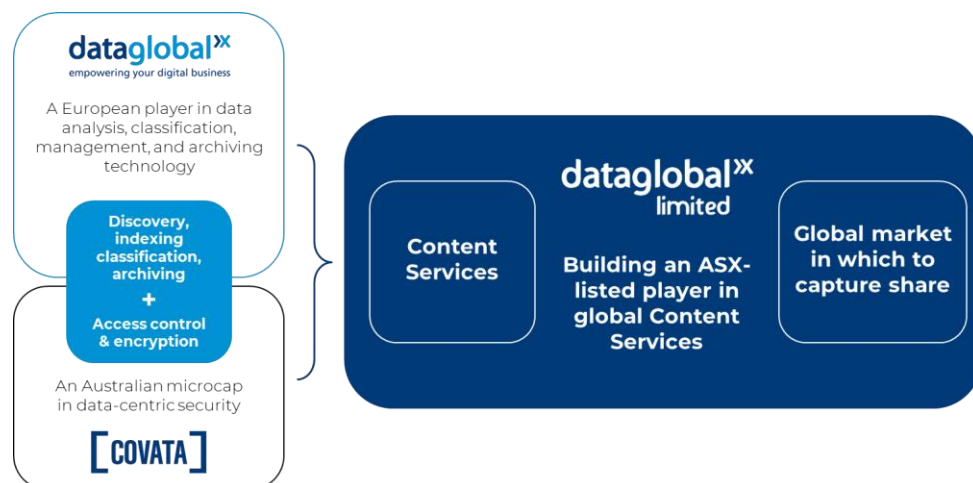 dataglobal
empowering your digital business
A European player in data
analysis, classification,
management, and archiving
technology
Discovery,
indexing
classification,
archiving
+
Access control
& encryption
An Australian microcap
in data-centric security
[COVATA]
Content
Services
dataglobal
limited
Building an ASX-
listed player in
global Content
Services
Global market
in which to
capture share